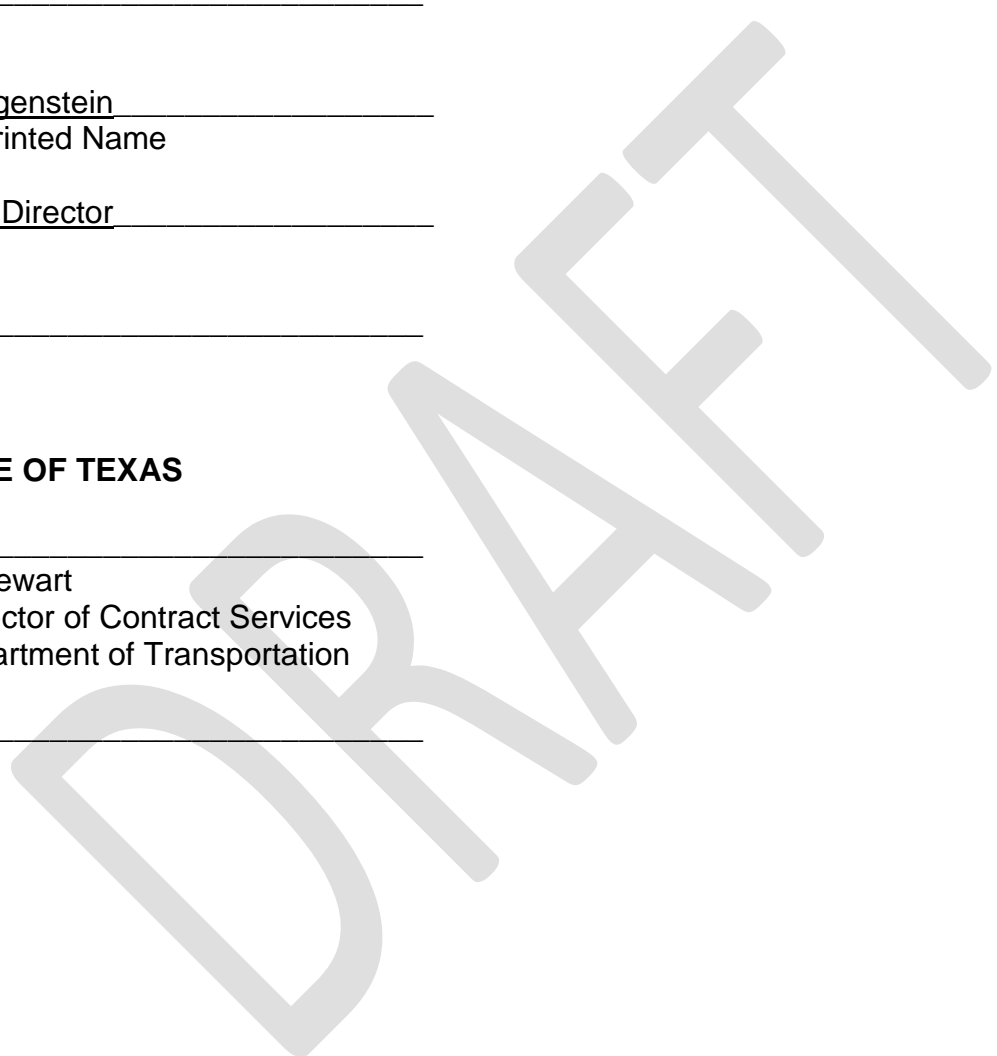 genstein
rinted Name
Director
E OF TEXAS
ewart
ctor of Contract Services
artment of Transportation
DRAFT